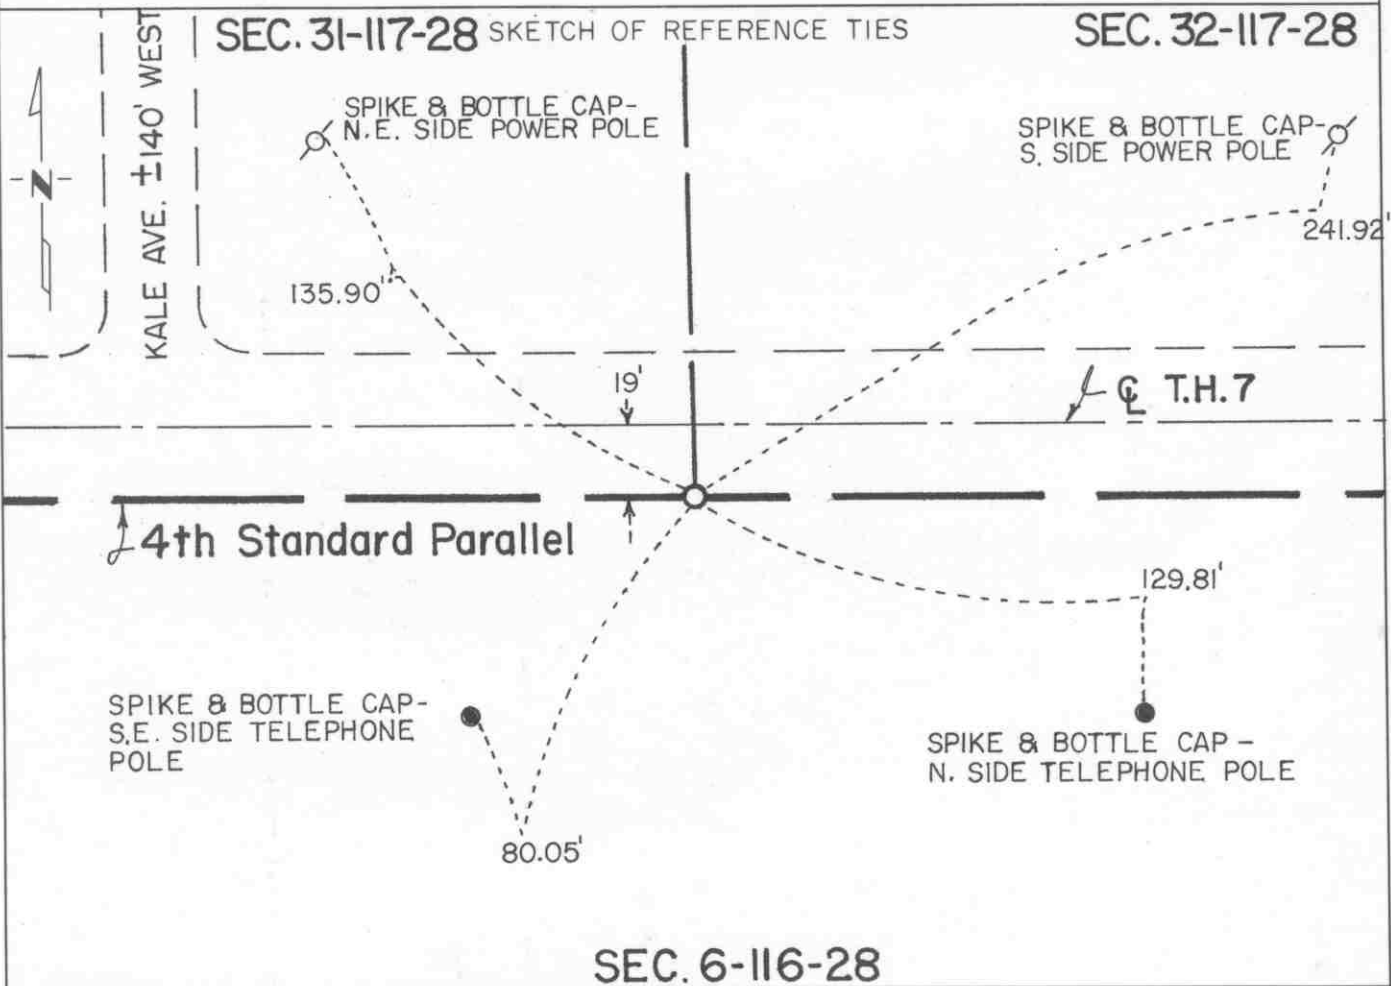 SEC. 31-117-28
SKETCH OF REFERENCE TIES
SEC. 32-117-28
KALE AVE. ±140' WEST
N
SPIKE & BOTTLE CAP-
N.E. SIDE POWER POLE
SPIKE & BOTTLE CAP-
S. SIDE POWER POLE
241.92'
135.90'
19'
℄ T.H. 7
4th Standard Parallel
129.81'
SPIKE & BOTTLE CAP-
S.E. SIDE TELEPHONE
POLE
SPIKE & BOTTLE CAP -
N. SIDE TELEPHONE POLE
80.05'
SEC. 6-116-28